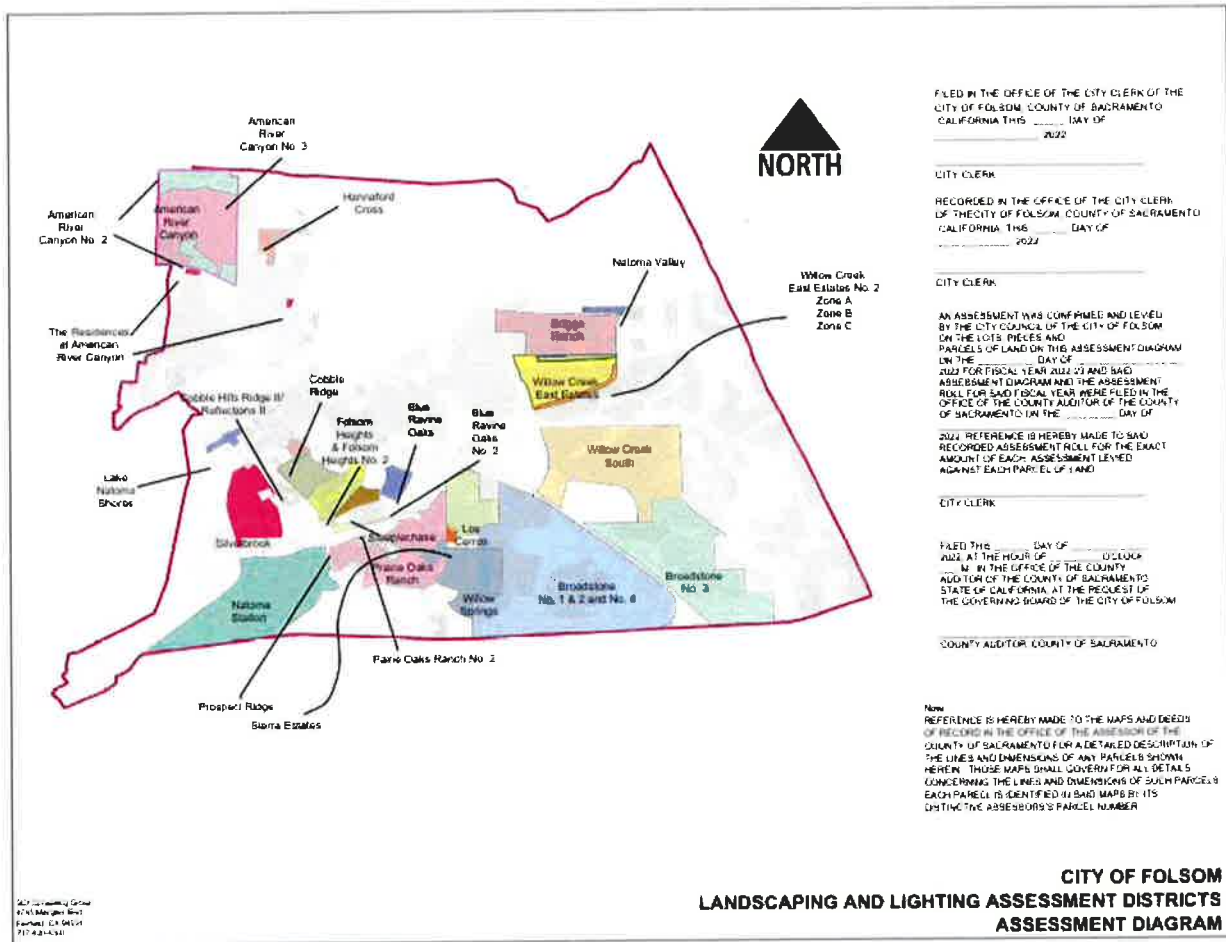 American
River
Canyon No. 3
NORTH
American
River
Canyon No. 2
American
River
Canyon
Hannaford
Cross
Natoma Valley
Willow Creek
East Estates No. 2
Zone A
Zone B
Zone C
The Residences
at American
River Canyon
Briggs
Ranch
Willow Creek
East Estates
Cobble Hills Ridge II/
Reflections II
Cobble
Ridge
Folsom
Heights
& Folsom
Heights No. 2
Blue
Ravine
Oaks
Blue
Ravine
Oaks
No. 2
Willow Creek
South
Lake
Natoma
Shores
Silverbrook
Steeplechase
Los
Cerros
Prairie Oaks
Ranch
Natoma
Station
Willow
Springs
Broadstone
No. 1 & 2 and No. 4
Broadstone
No. 3
Prospect Ridge
Sierra Estates
FILED IN THE OFFICE OF THE CITY CLERK OF THE
CITY OF FOLSOM, COUNTY OF SACRAMENTO
CALIFORNIA THIS ______ DAY OF
______________ 2022
CITY CLERK
RECORDED IN THE OFFICE OF THE CITY CLERK
OF THECITY OF FOLSOM, COUNTY OF SACRAMENTO
CALIFORNIA, THIS ______ DAY OF
__________ 2022
CITY CLERK
AN ASSESSMENT WAS CONFIRMED AND LEVIED
BY THE CITY COUNCIL OF THE CITY OF FOLSOM
ON THE LOTS, PIECES AND
PARCELS OF LAND ON THIS ASSESSMENT DIAGRAM
ON THE ________ DAY OF ____________
2022 FOR FISCAL YEAR 2022-23 AND SAID
ASSESSMENT DIAGRAM AND THE ASSESSMENT
ROLL FOR SAID FISCAL YEAR WERE FILED IN THE
OFFICE OF THE COUNTY AUDITOR OF THE COUNTY
OF SACRAMENTO ON THE ________ DAY OF
2022. REFERENCE IS HEREBY MADE TO SAID
RECORDED ASSESSMENT ROLL FOR THE EXACT
AMOUNT OF EACH ASSESSMENT LEVIED
AGAINST EACH PARCEL OF LAND
CITY CLERK
FILED THIS ______ DAY OF __________
2022, AT THE HOUR OF ________ O'CLOCK
___ M. IN THE OFFICE OF THE COUNTY
AUDITOR OF THE COUNTY OF SACRAMENTO
STATE OF CALIFORNIA, AT THE REQUEST OF
THE GOVERNING BOARD OF THE CITY OF FOLSOM
COUNTY AUDITOR, COUNTY OF SACRAMENTO
REFERENCE IS HEREBY MADE TO THE MAPS AND DEEDS
OF RECORD IN THE OFFICE OF THE ASSESSOR OF THE
COUNTY OF SACRAMENTO FOR A DETAILED DESCRIPTION OF
THE LINES AND DIMENSIONS OF ANY PARCELS SHOWN
HEREIN. THOSE MAPS SHALL GOVERN FOR ALL DETAILS
CONCERNING THE LINES AND DIMENSIONS OF SUCH PARCELS
EACH PARCEL IS IDENTIFIED IN SAID MAPS BY ITS
DISTINCTIVE ASSESSORS'S PARCEL NUMBER
CITY OF FOLSOM
LANDSCAPING AND LIGHTING ASSESSMENT DISTRICTS
ASSESSMENT DIAGRAM